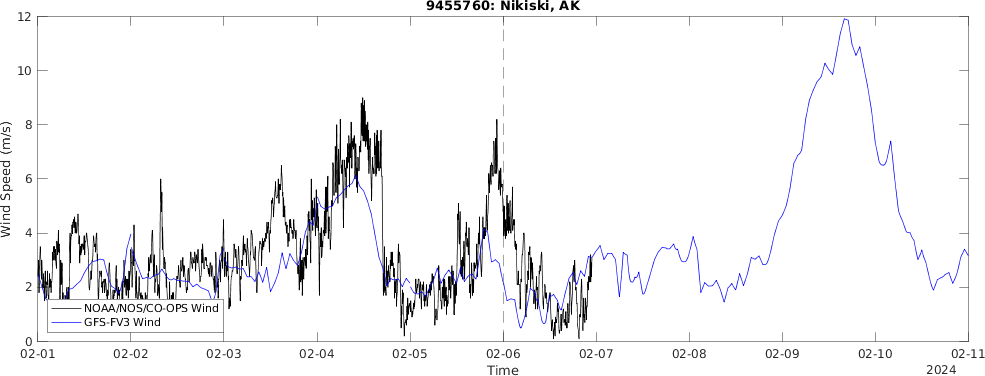 9455760: Nikiski, AK
Wind Speed (m/s)
12
10
8
6
4
2
0
NOAA/NOS/CO-OPS Wind
GFS-FV3 Wind
02-01 02-02 02-03 02-04 02-05 02-06 02-07 02-08 02-09 02-10 02-11
Time
2024